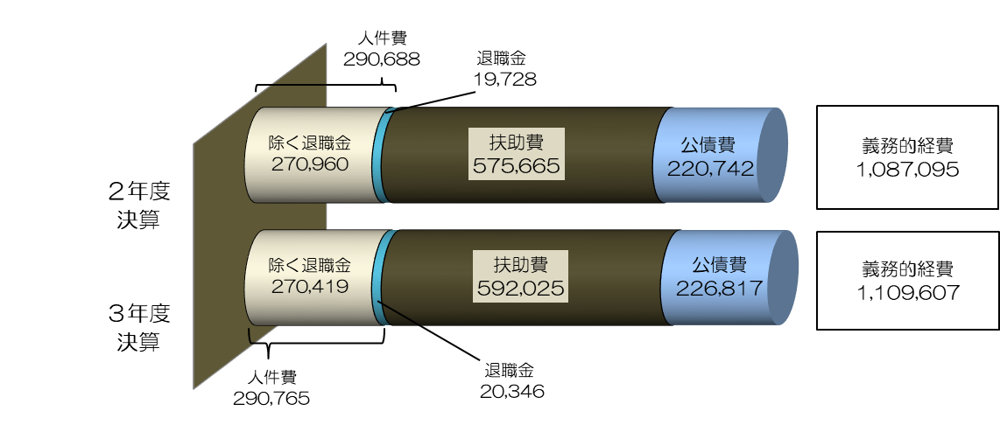 人件費
290,688
退職金
19,728
２年度
決算
除く退職金
270,960
扶助費
575,665
公債費
220,742
義務的経費
1,087,095
３年度
決算
除く退職金
270,419
扶助費
592,025
公債費
226,817
義務的経費
1,109,607
人件費
290,765
退職金
20,346